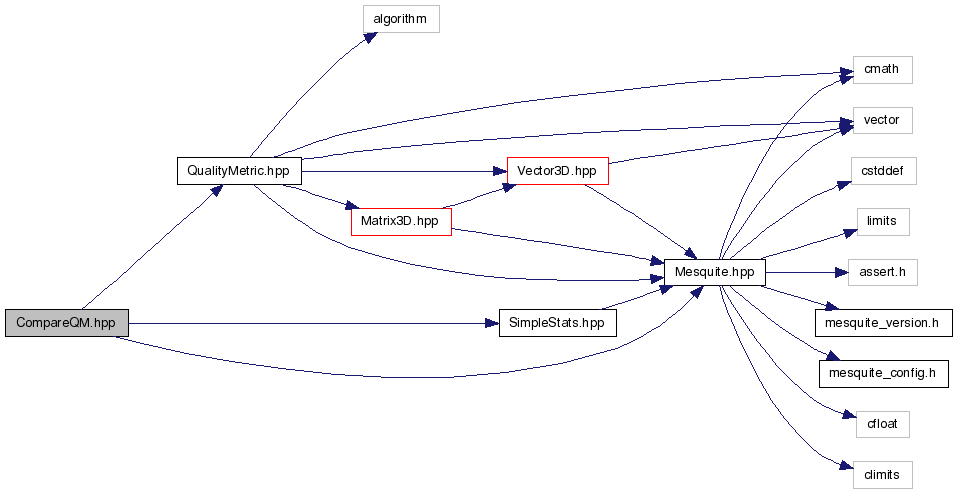 algorithm
cmath
vector
QualityMetric.hpp
Vector3D.hpp
cstddef
Matrix3D.hpp
limits
Mesquite.hpp
assert.h
CompareQM.hpp
SimpleStats.hpp
mesquite_version.h
mesquite_config.h
cfloat
climits